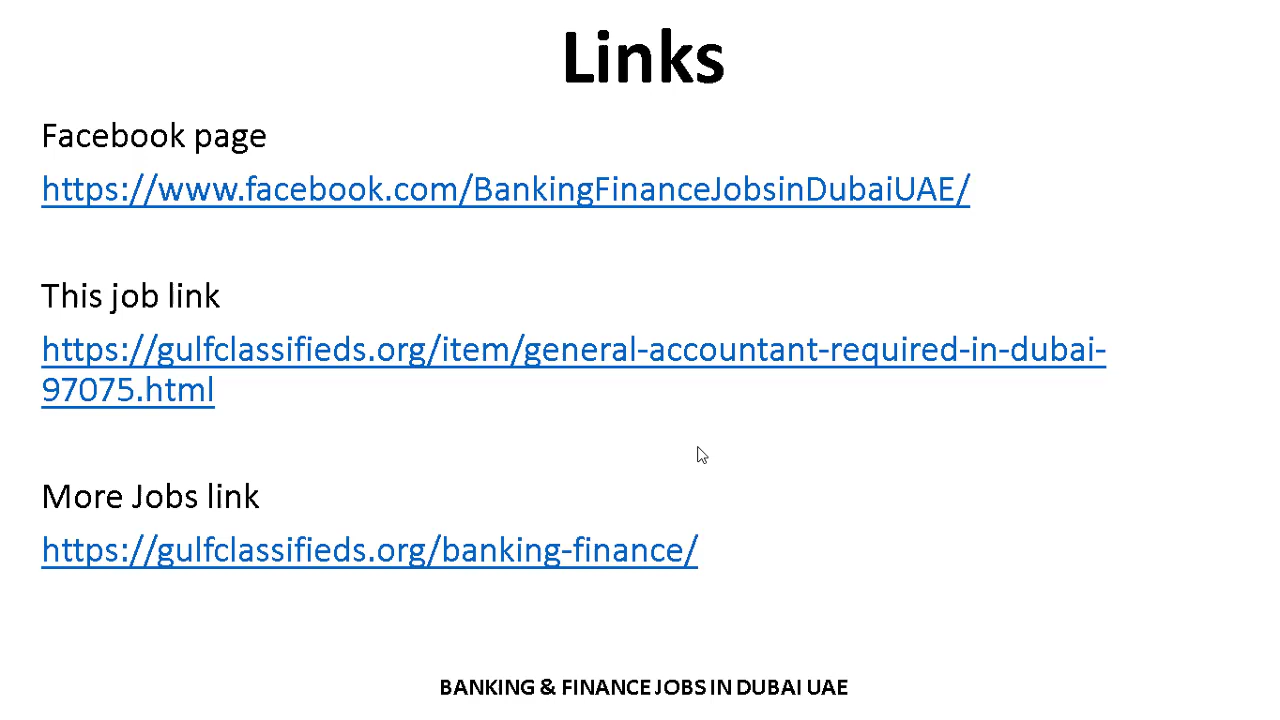 Links
Facebook page
https://www.facebook.com/BankingFinanceJobsinDubaiUAE/
This job link
https://gulfclassifieds.org/item/general-accountant-required-in-dubai-
97075.html
More Jobs link
https://gulfclassifieds.org/banking-finance/
BANKING & FINANCE JOBS IN DUBAI UAE